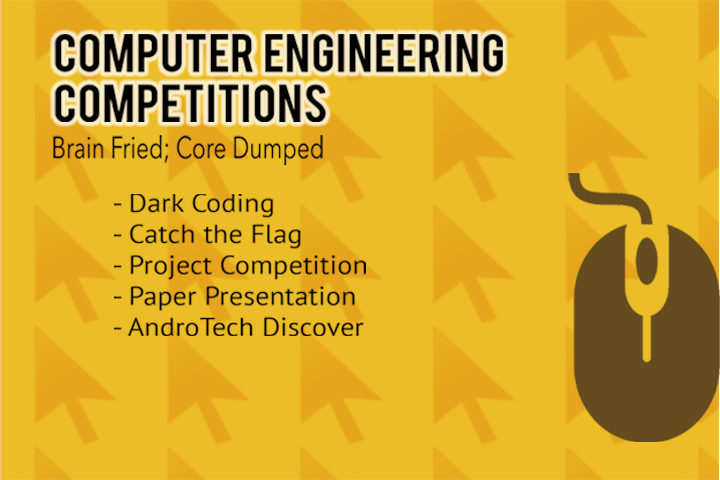 COMPUTER ENGINEERING
COMPETITIONS
Brain Fried; Core Dumped
- Dark Coding
- Catch the Flag
- Project Competition
- Paper Presentation
- AndroTech Discover